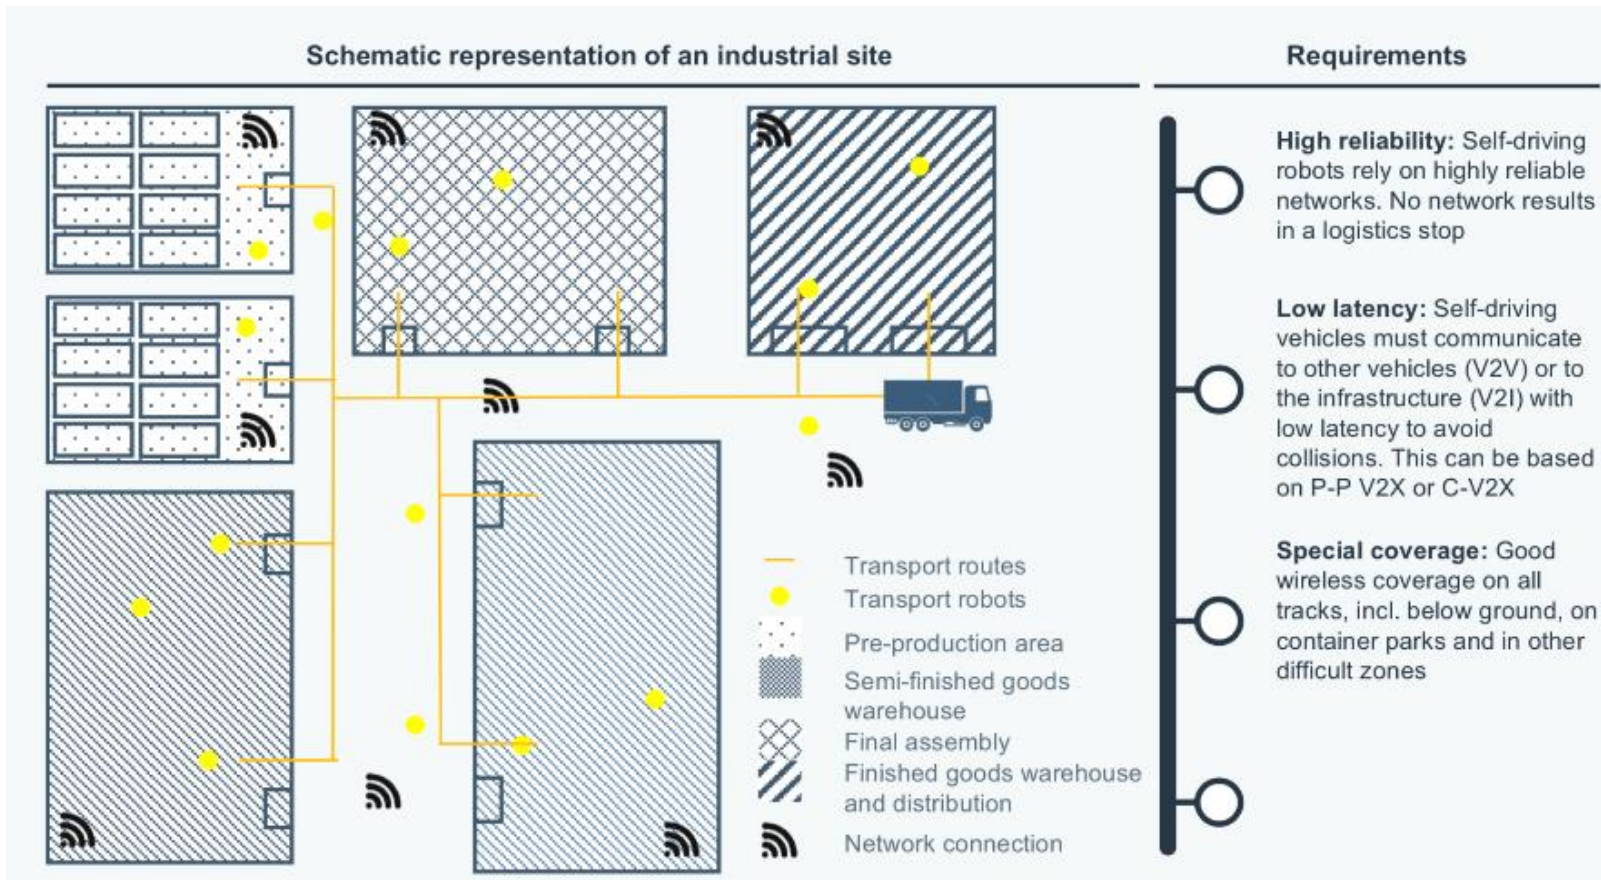 Schematic representation of an industrial site
Requirements
High reliability: Self-driving
robots rely on highly reliable
networks. No network results
in a logistics stop
Low latency: Self-driving
vehicles must communicate
to other vehicles (V2V) or to
the infrastructure (V2I) with
low latency to avoid
collisions. This can be based
on P-P V2X or C-V2X
Special coverage: Good
wireless coverage on all
tracks, incl. below ground, on
container parks and in other
difficult zones
Transport routes
Transport robots
Pre-production area
Semi-finished goods
warehouse
Final assembly
Finished goods warehouse
and distribution
Network connection